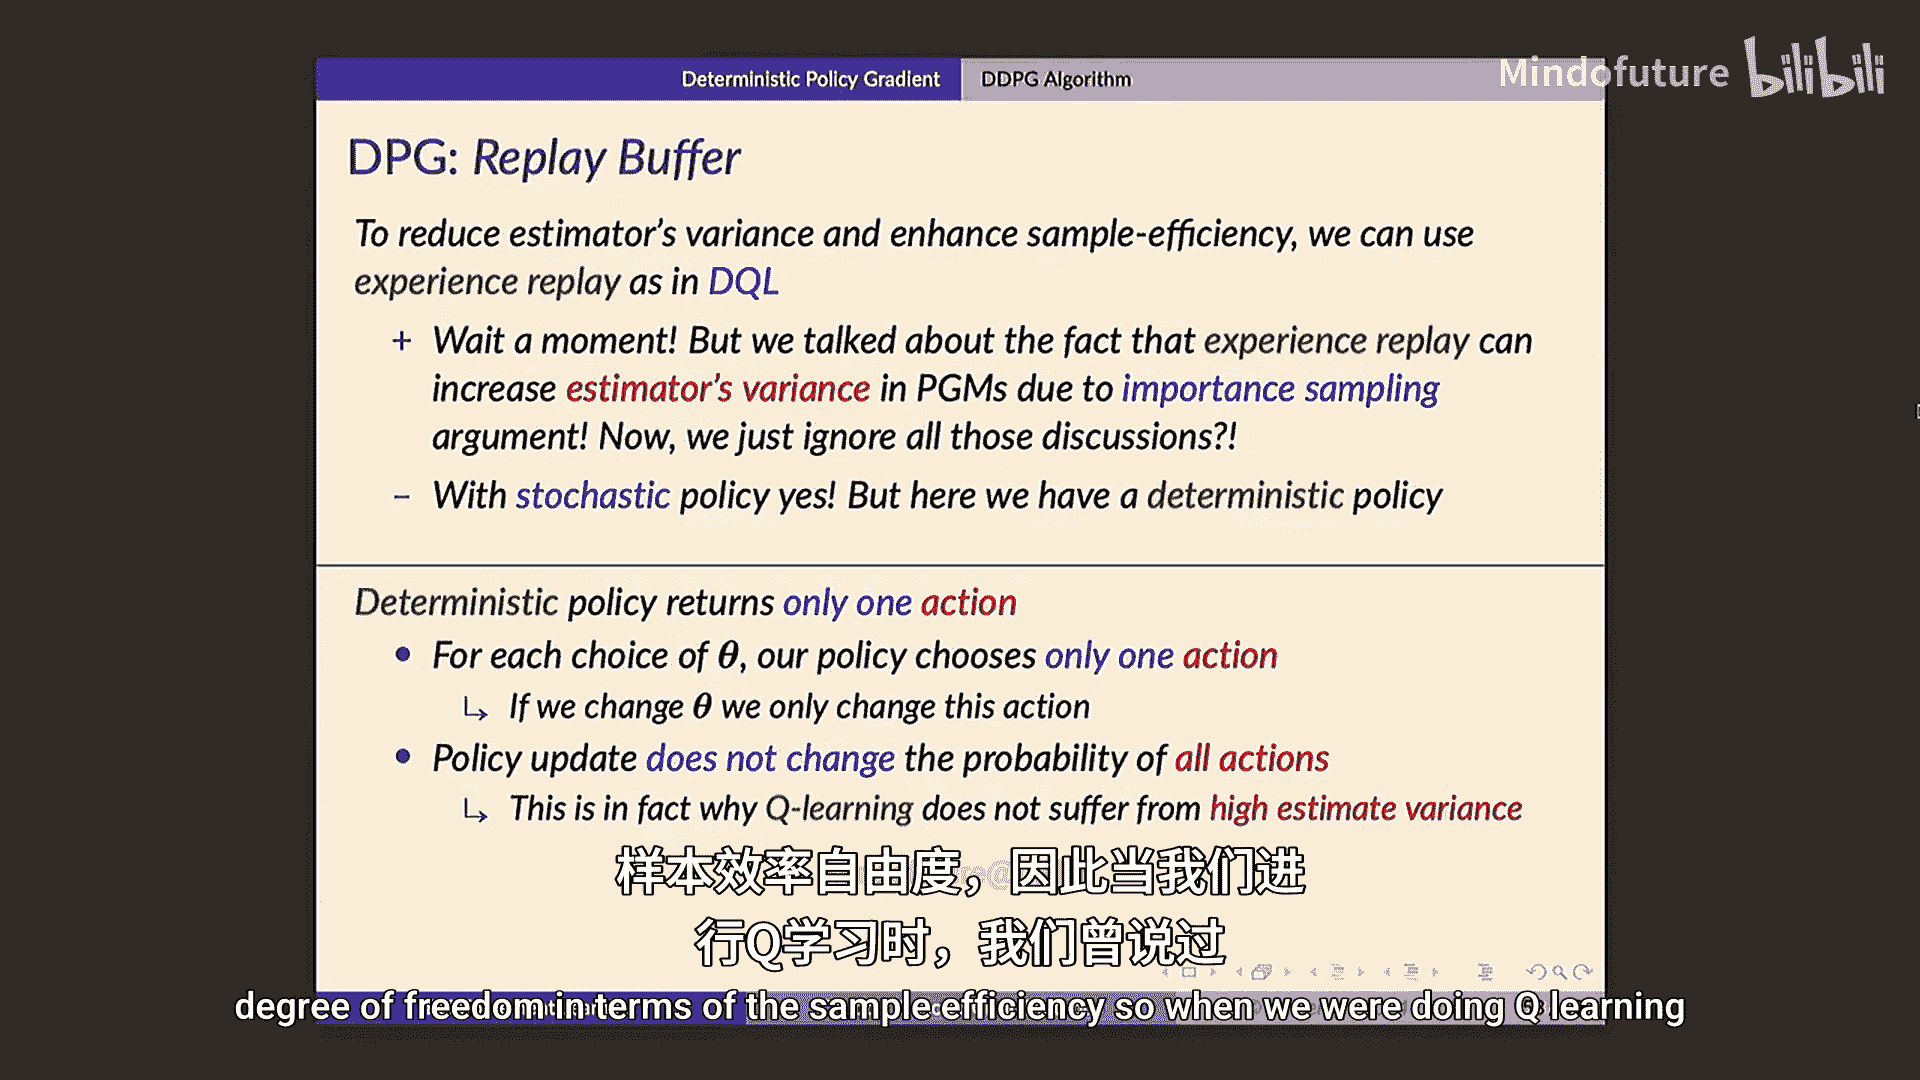 Mindofuture bilibili
Deterministic Policy Gradient DDPG Algorithm
DPG: Replay Buffer
To reduce estimator's variance and enhance sample-efficiency, we can use
experience replay as in DQL
+ Wait a moment! But we talked about the fact that experience replay can
increase estimator's variance in PGMs due to importance sampling
argument! Now, we just ignore all those discussions?!
– With stochastic policy yes! But here we have a deterministic policy
Deterministic policy returns only one action
• For each choice of θ, our policy chooses only one action
↳ If we change θ we only change this action
• Policy update does not change the probability of all actions
↳ This is in fact why Q-learning does not suffer from high estimate variance
样本效率自由度，因此当我们进
行Q学习时，我们曾说过
degree of freedom in terms of the sample efficiency so when we were doing Q learning